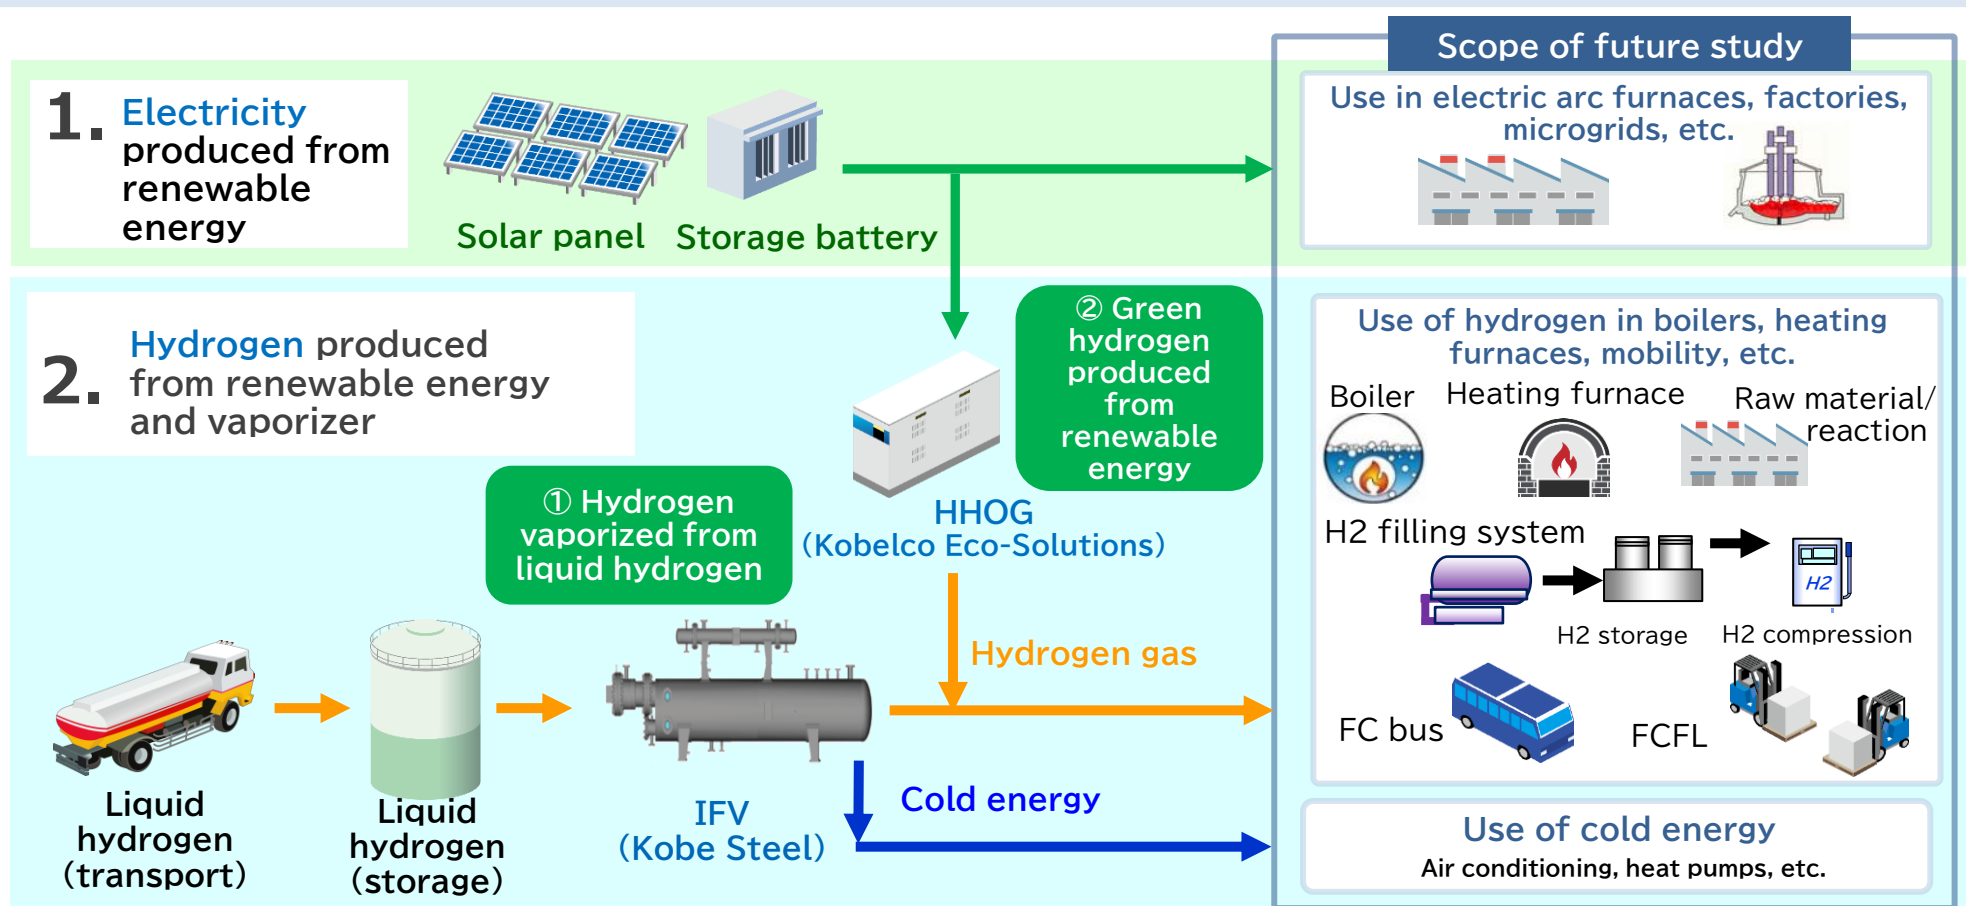 Scope of future study
1. Electricity
produced from
renewable
energy
Solar panel
Storage battery
Use in electric arc furnaces, factories,
microgrids, etc.
2. Hydrogen produced
from renewable energy
and vaporizer
② Green
hydrogen
produced
from
renewable
energy
① Hydrogen
vaporized from
liquid hydrogen
HHOG
(Kobelco Eco-Solutions)
Hydrogen gas
Liquid
hydrogen
(transport)
Liquid
hydrogen
(storage)
IFV
(Kobe Steel)
Cold energy
Use of hydrogen in boilers, heating
furnaces, mobility, etc.
Boiler
Heating furnace
Raw material/
reaction
H2 filling system
H2
H2 storage
H2 compression
FC bus
FCFL
Use of cold energy
Air conditioning, heat pumps, etc.